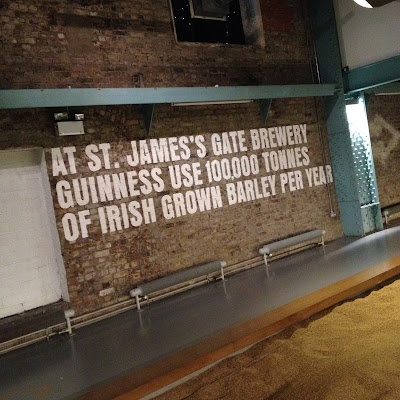 AT ST. JAMES'S GATE BREWERY
GUINNESS USE 100,000 TONNES
OF IRISH GROWN BARLEY PER YEAR